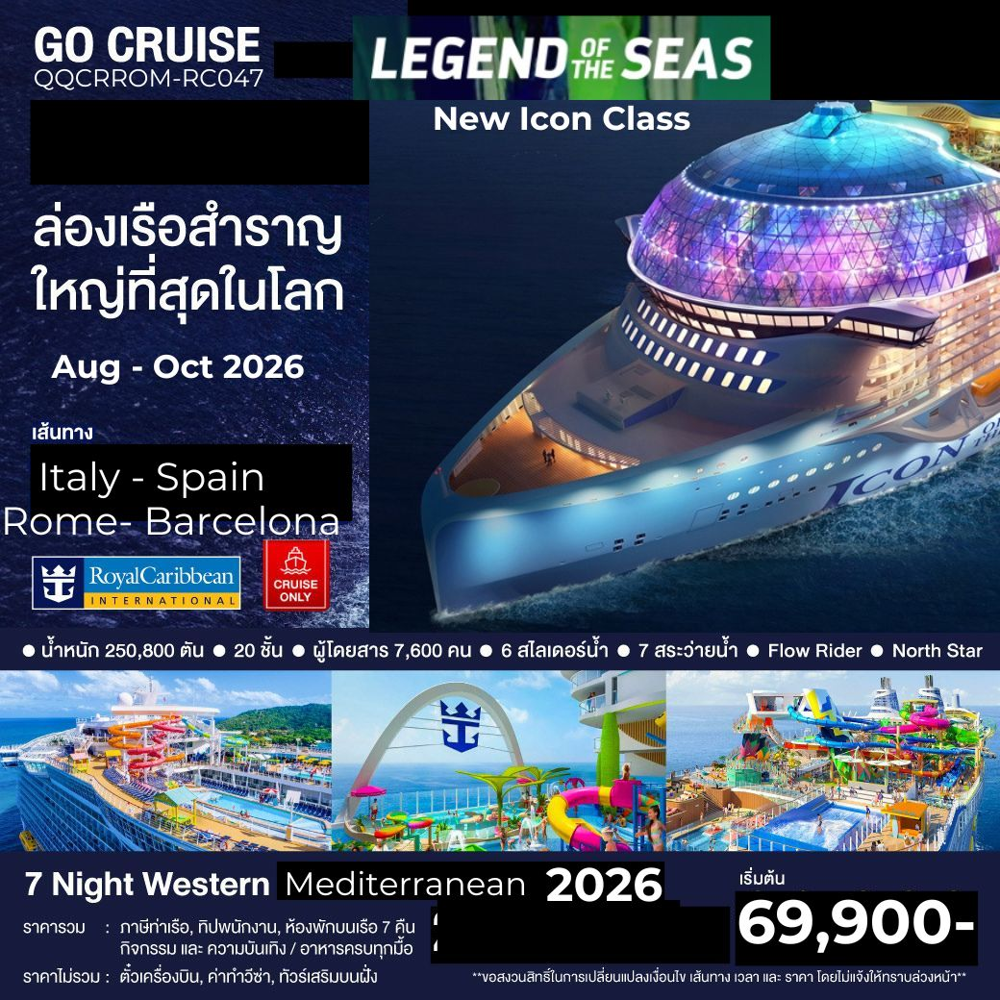 GO CRUISE
QQCRROM-RC047
LEGEND OF THE SEAS
New Icon Class
ล่องเรือสำราญ
ใหญ่ที่สุดในโลก
Aug - Oct 2026
เส้นทาง
Italy - Spain
Rome- Barcelona
RoyalCaribbean
INTERNATIONAL
CRUISE
ONLY
ICON OF THE
● น้ำหนัก 250,800 ตัน ● 20 ชั้น ● ผู้โดยสาร 7,600 คน ● 6 สไลเดอร์น้ำ ● 7 สระว่ายน้ำ ● Flow Rider ● North Star
7 Night Western Mediterranean 2026
เริ่มต้น
69,900-
ราคารวม : ภาษีท่าเรือ, ทิปพนักงาน, ห้องพักบนเรือ 7 คืน
กิจกรรม และ ความบันเทิง / อาหารครบทุกมื้อ
ราคาไม่รวม : ตั๋วเครื่องบิน, ค่าทำวีซ่า, ทัวร์เสริมบนฝั่ง
**ขอสงวนสิทธิ์ในการเปลี่ยนแปลงเงื่อนไข เส้นทาง เวลา และ ราคา โดยไม่แจ้งให้ทราบล่วงหน้า**